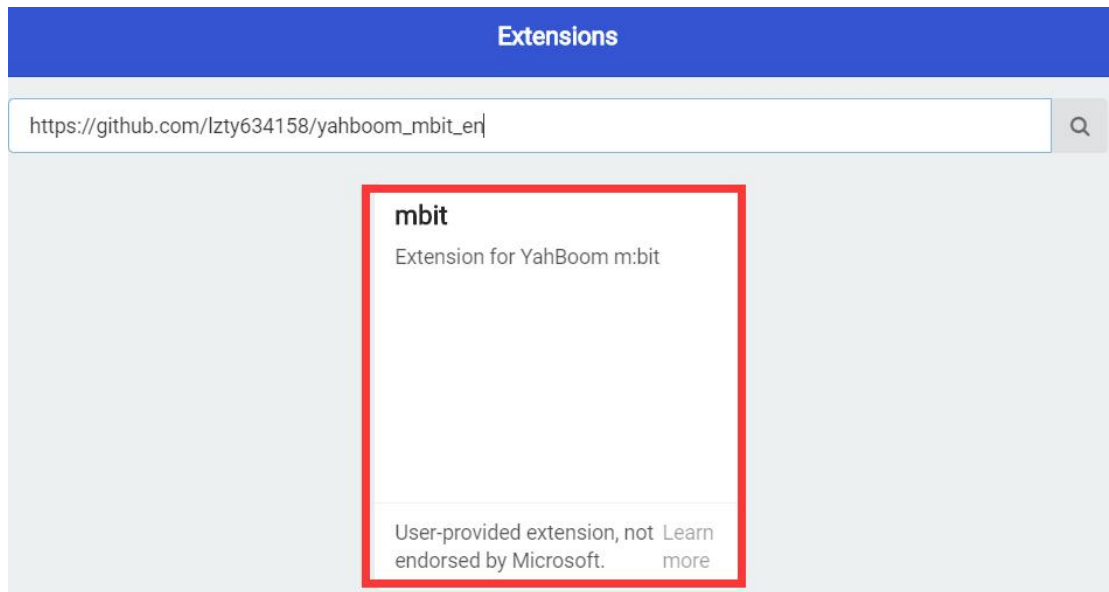 Extensions
https://github.com/lzty634158/yahboom_mbit_en
mbit
Extension for YahBoom m:bit
User-provided extension, not Learn
endorsed by Microsoft. more